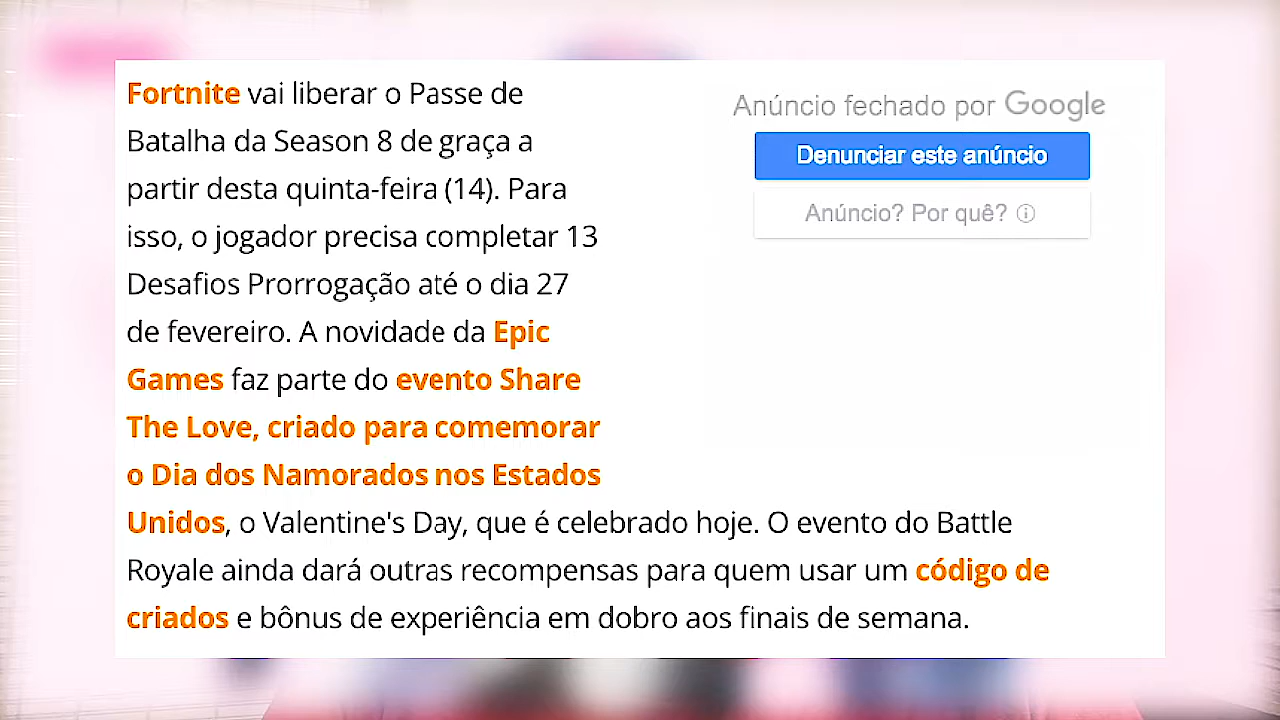 Fortnite vai liberar o Passe de
Batalha da Season 8 de graça a
partir desta quinta-feira (14). Para
isso, o jogador precisa completar 13
Desafios Prorrogação até o dia 27
de fevereiro. A novidade da Epic
Games faz parte do evento Share
The Love, criado para comemorar
o Dia dos Namorados nos Estados
Unidos, o Valentine's Day, que é celebrado hoje. O evento do Battle
Royale ainda dará outras recompensas para quem usar um código de
criados e bônus de experiência em dobro aos finais de semana.
Anúncio fechado por Google
Denunciar este anúncio
Anúncio? Por quê?